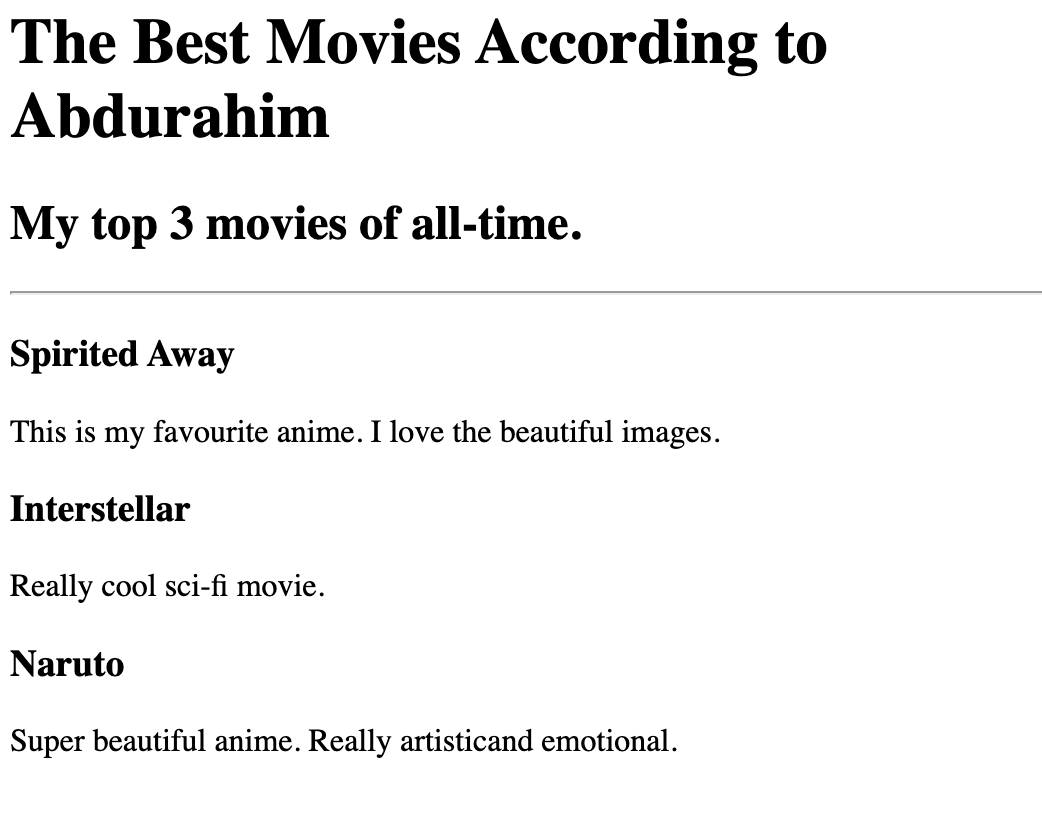 The Best Movies According to
Abdurahim
My top 3 movies of all-time.
Spirited Away
This is my favourite anime. I love the beautiful images.
Interstellar
Really cool sci-fi movie.
Naruto
Super beautiful anime. Really artisticand emotional.